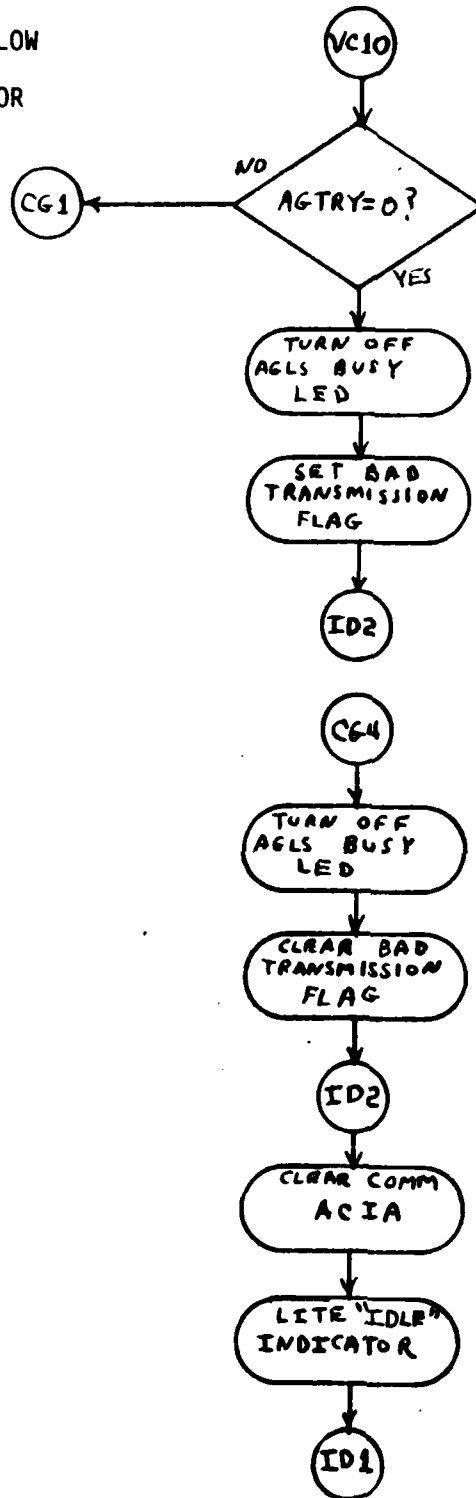 LOW
OR
VC10
NO
AGTRY=0?
CG1
YES
TURN OFF
AGLS BUSY
LED
SET BAD
TRANSMISSION
FLAG
ID2
CG4
TURN OFF
AGLS BUSY
LED
CLEAR BAD
TRANSMISSION
FLAG
ID2
CLEAR COMM
ACIA
LITE "IDLE"
INDICATOR
ID1